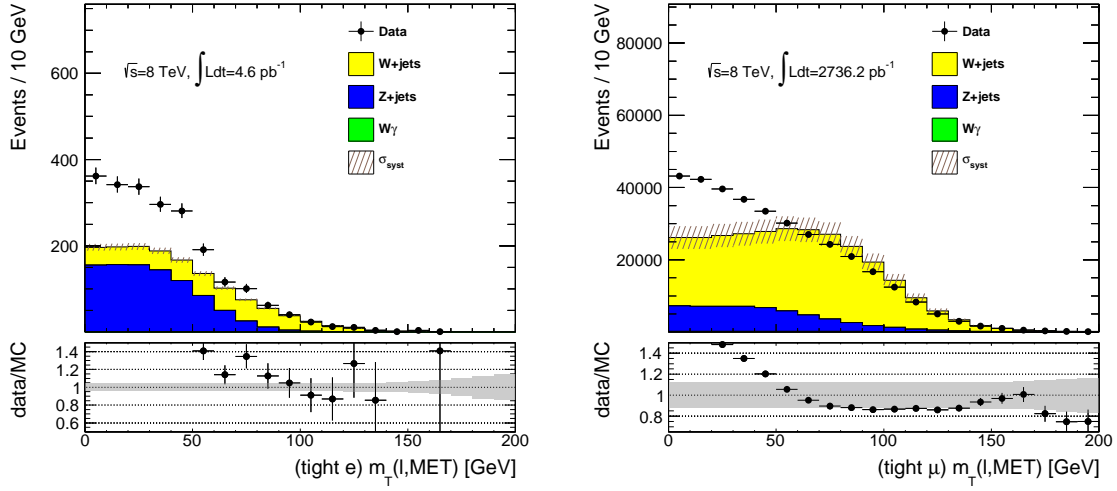 Events / 10 GeV
√s=8 TeV, ∫Ldt=4.6 pb⁻¹
Data
W+jets
Z+jets
Wγ
σsyst
600
400
200
data/MC
1.4
1.2
1
0.8
0.6
0 50 100 150 200
(tight e) m_T(l,MET) [GeV]
Events / 10 GeV
√s=8 TeV, ∫Ldt=2736.2 pb⁻¹
Data
W+jets
Z+jets
Wγ
σsyst
80000
60000
40000
20000
data/MC
1.4
1.2
1
0.8
0 50 100 150 200
(tight μ) m_T(l,MET) [GeV]